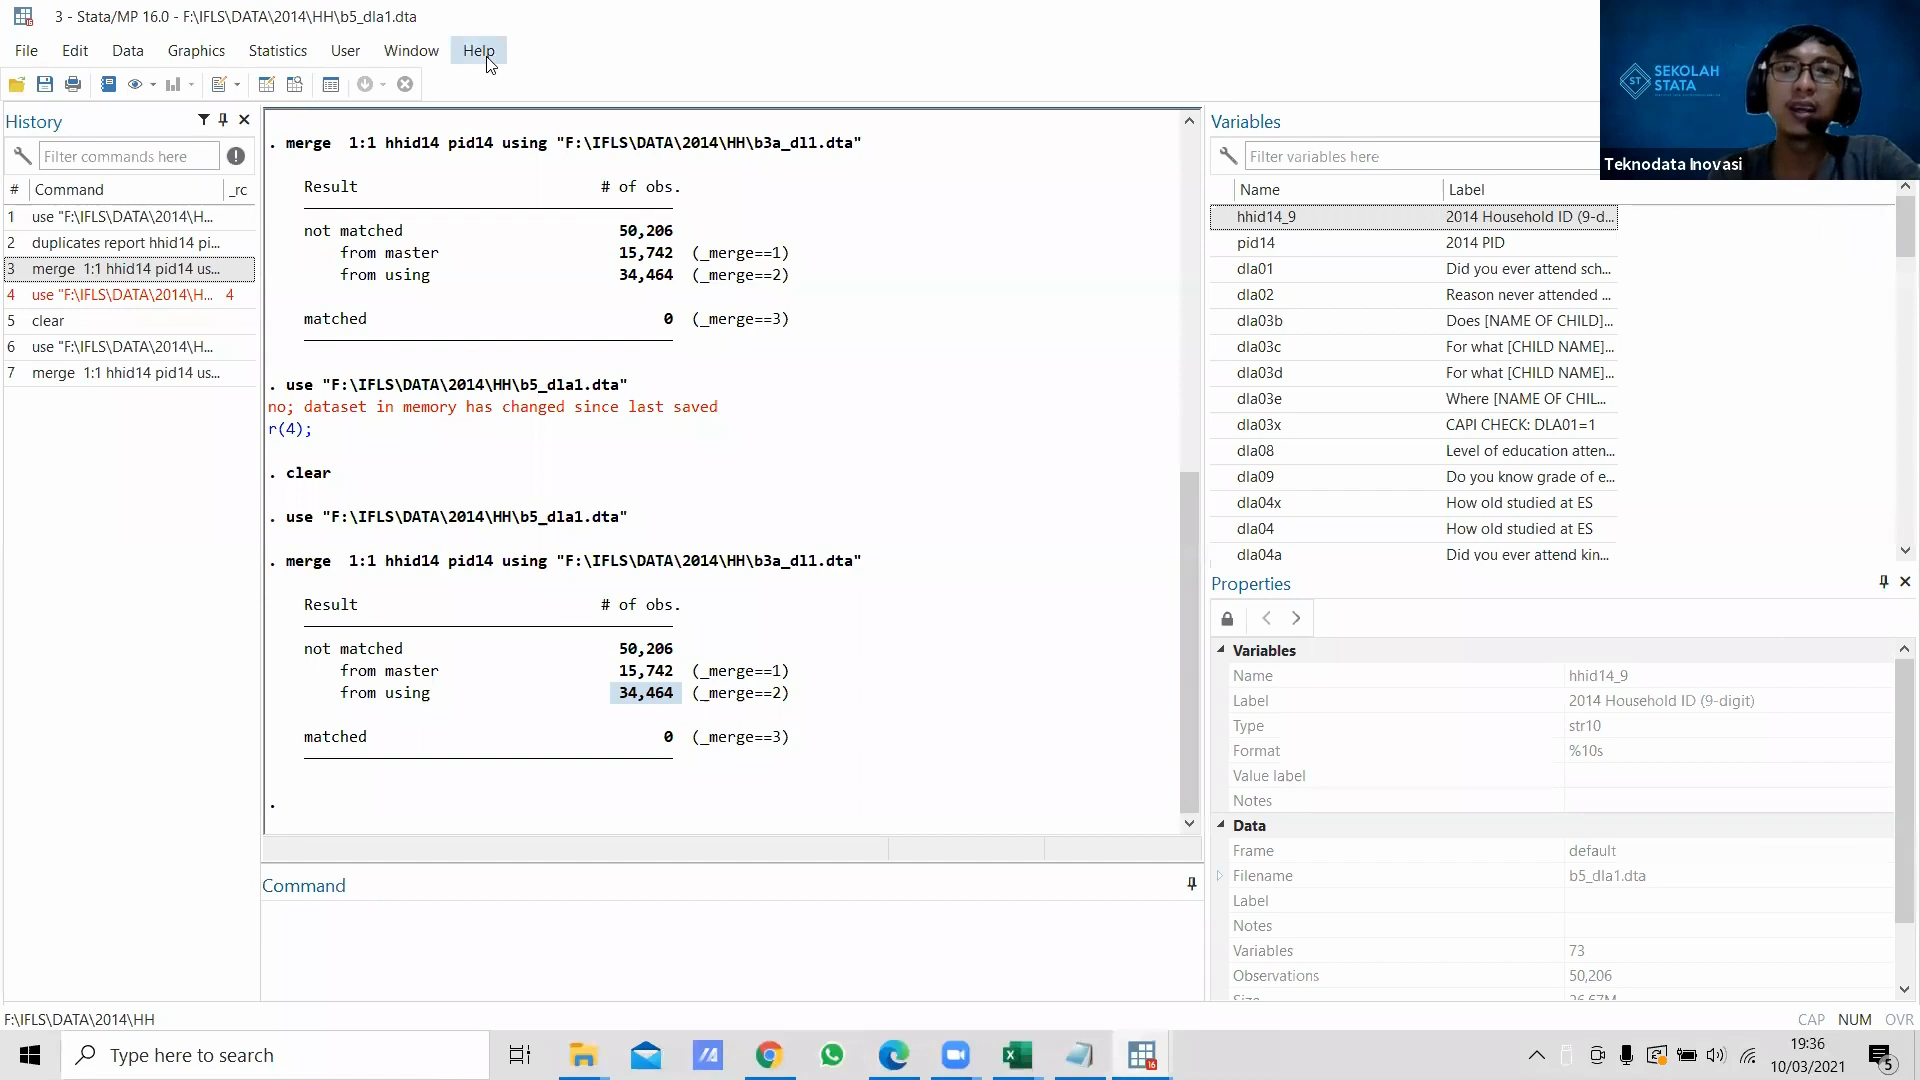 3 - Stata/MP 16.0 - F:\IFLS\DATA\2014\HH\b5_dla1.dta
File Edit Data Graphics Statistics User Window Help
SEKOLAH
STATA
ST
Teknodata Inovasi
History
Filter commands here
# Command _rc
1 use "F:\IFLS\DATA\2014\H...
2 duplicates report hhid14 pi...
3 merge 1:1 hhid14 pid14 us...
4 use "F:\IFLS\DATA\2014\H... 4
5 clear
6 use "F:\IFLS\DATA\2014\H...
7 merge 1:1 hhid14 pid14 us...
. merge 1:1 hhid14 pid14 using "F:\IFLS\DATA\2014\HH\b3a_dl1.dta"
Result # of obs.
not matched 50,206
from master 15,742 (_merge==1)
from using 34,464 (_merge==2)
matched 0 (_merge==3)
. use "F:\IFLS\DATA\2014\HH\b5_dla1.dta"
no; dataset in memory has changed since last saved
r(4);
. clear
. use "F:\IFLS\DATA\2014\HH\b5_dla1.dta"
. merge 1:1 hhid14 pid14 using "F:\IFLS\DATA\2014\HH\b3a_dl1.dta"
Result # of obs.
not matched 50,206
from master 15,742 (_merge==1)
from using 34,464 (_merge==2)
matched 0 (_merge==3)
.
Command
Variables
Filter variables here
Name Label
hhid14_9 2014 Household ID (9-d...
pid14 2014 PID
dla01 Did you ever attend sch...
dla02 Reason never attended ...
dla03b Does [NAME OF CHILD]...
dla03c For what [CHILD NAME]...
dla03d For what [CHILD NAME]...
dla03e Where [NAME OF CHIL...
dla03x CAPI CHECK: DLA01=1
dla08 Level of education atten...
dla09 Do you know grade of e...
dla04x How old studied at ES
dla04 How old studied at ES
dla04a Did you ever attend kin...
Properties
Variables
Name hhid14_9
Label 2014 Household ID (9-digit)
Type str10
Format %10s
Value label
Notes
Data
Frame default
Filename b5_dla1.dta
Label
Notes
Variables 73
Observations 50,206
Size 26.67M
F:\IFLS\DATA\2014\HH
CAP NUM OVR
Type here to search
16
19:36
10/03/2021
5